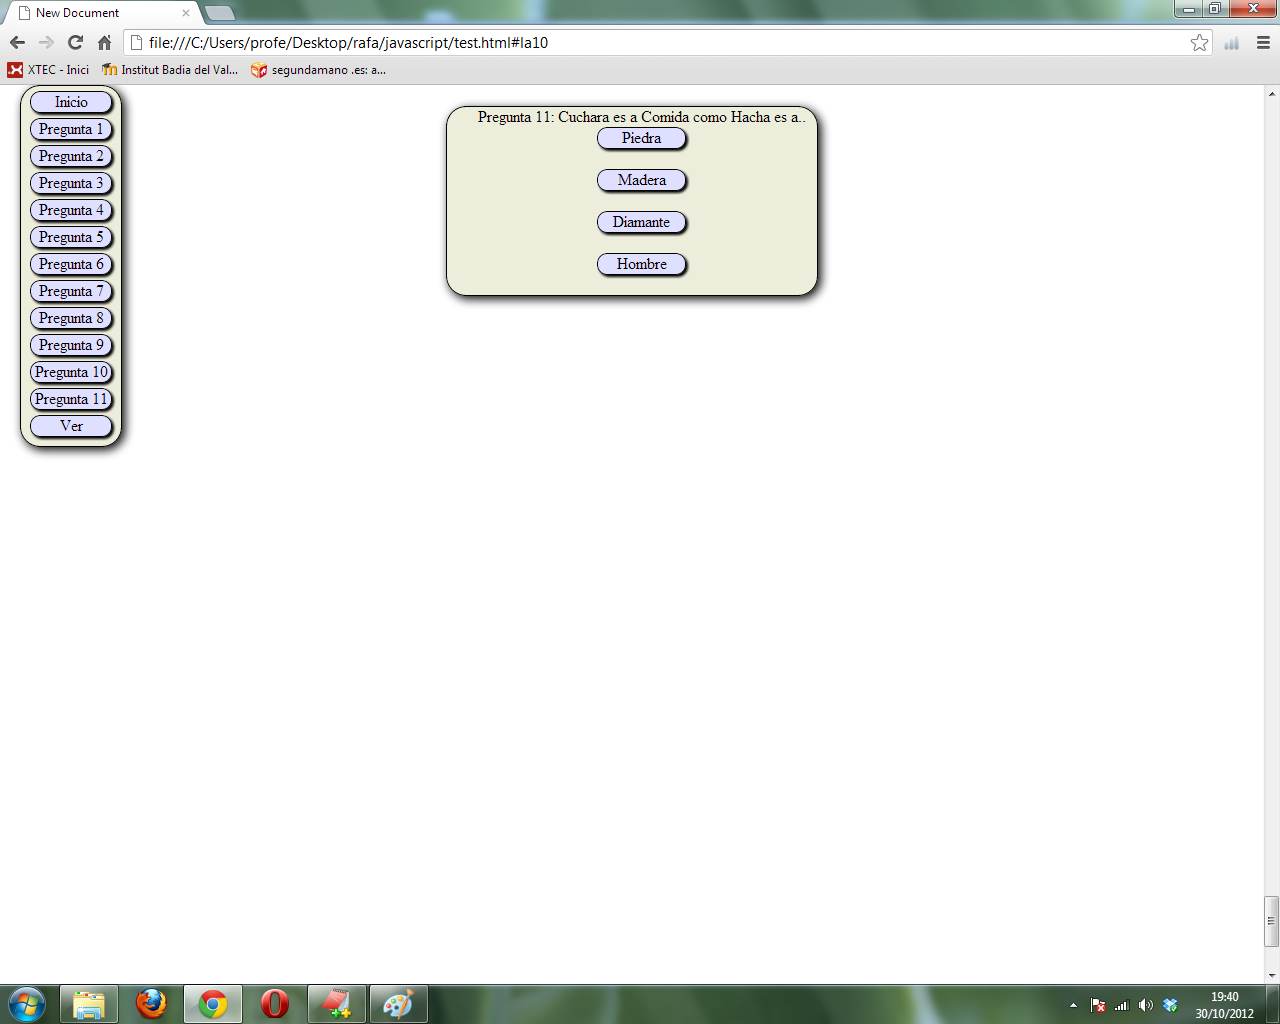 New Document
file:///C:/Users/profe/Desktop/rafa/javascript/test.html#la10
XTEC - Inici
Institut Badia del Val...
segundamano .es: a...
Inicio
Pregunta 1
Pregunta 2
Pregunta 3
Pregunta 4
Pregunta 5
Pregunta 6
Pregunta 7
Pregunta 8
Pregunta 9
Pregunta 10
Pregunta 11
Ver
Pregunta 11: Cuchara es a Comida como Hacha es a..
Piedra
Madera
Diamante
Hombre
19:40
30/10/2012